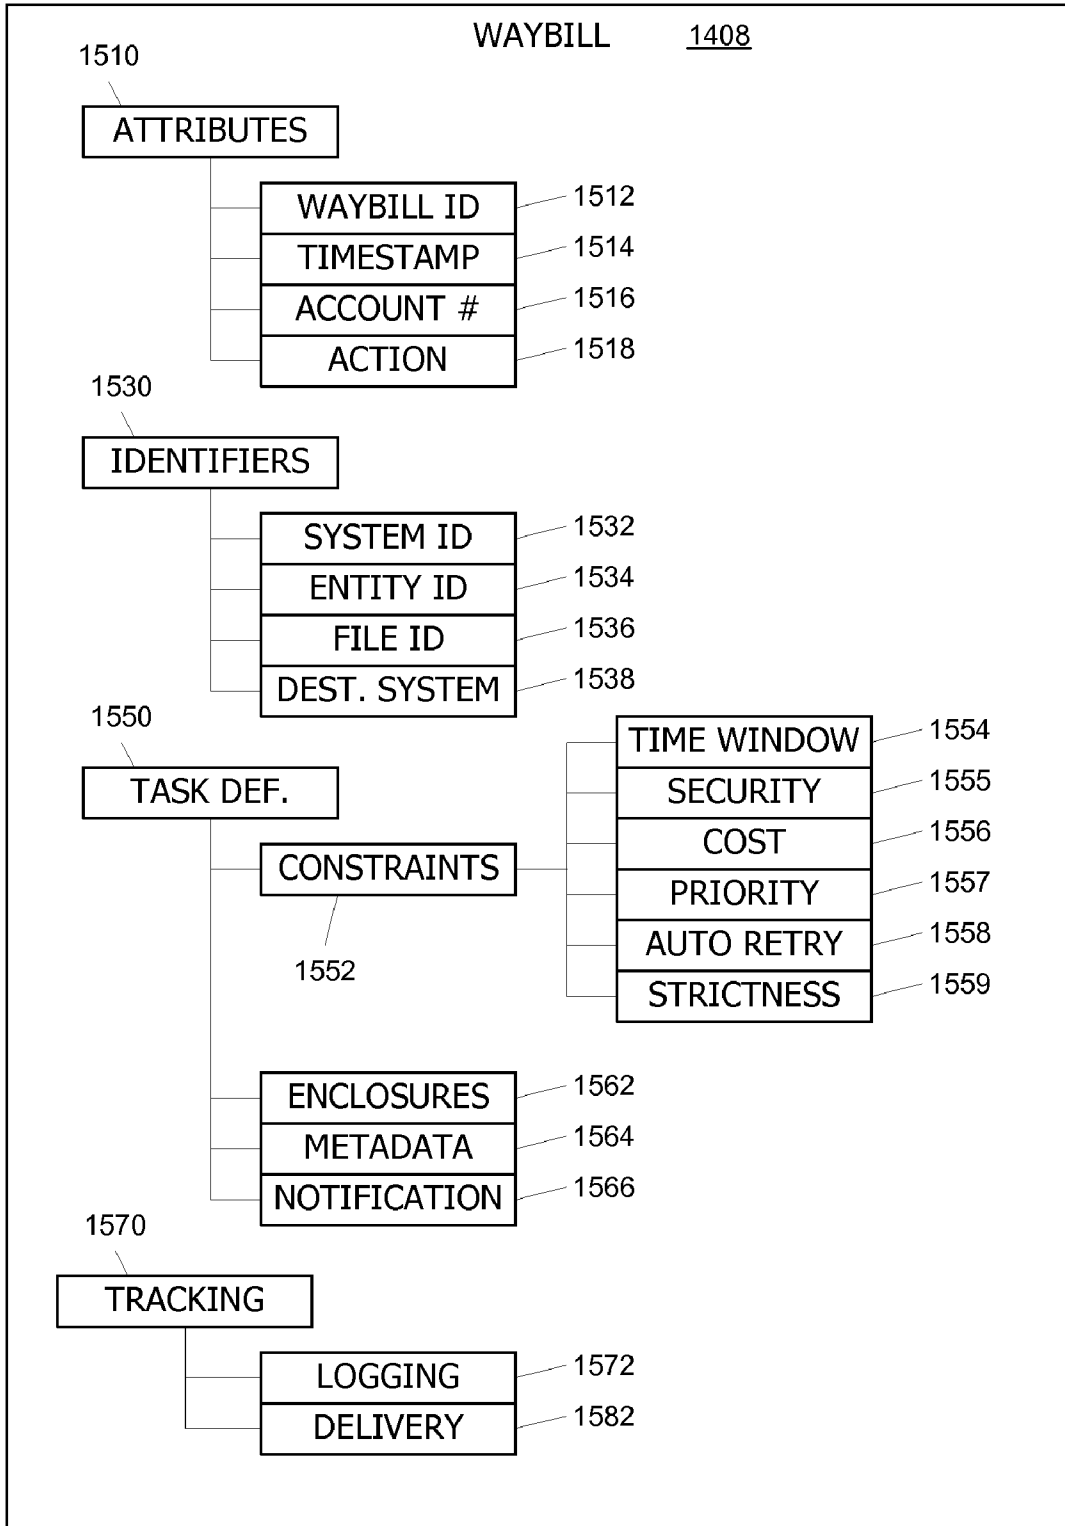 WAYBILL 1408
1510
ATTRIBUTES
WAYBILL ID 1512
TIMESTAMP 1514
ACCOUNT # 1516
ACTION 1518
1530
IDENTIFIERS
SYSTEM ID 1532
ENTITY ID 1534
FILE ID 1536
DEST. SYSTEM 1538
1550
TASK DEF.
CONSTRAINTS
1552
TIME WINDOW 1554
SECURITY 1555
COST 1556
PRIORITY 1557
AUTO RETRY 1558
STRICTNESS 1559
ENCLOSURES 1562
METADATA 1564
NOTIFICATION 1566
1570
TRACKING
LOGGING 1572
DELIVERY 1582